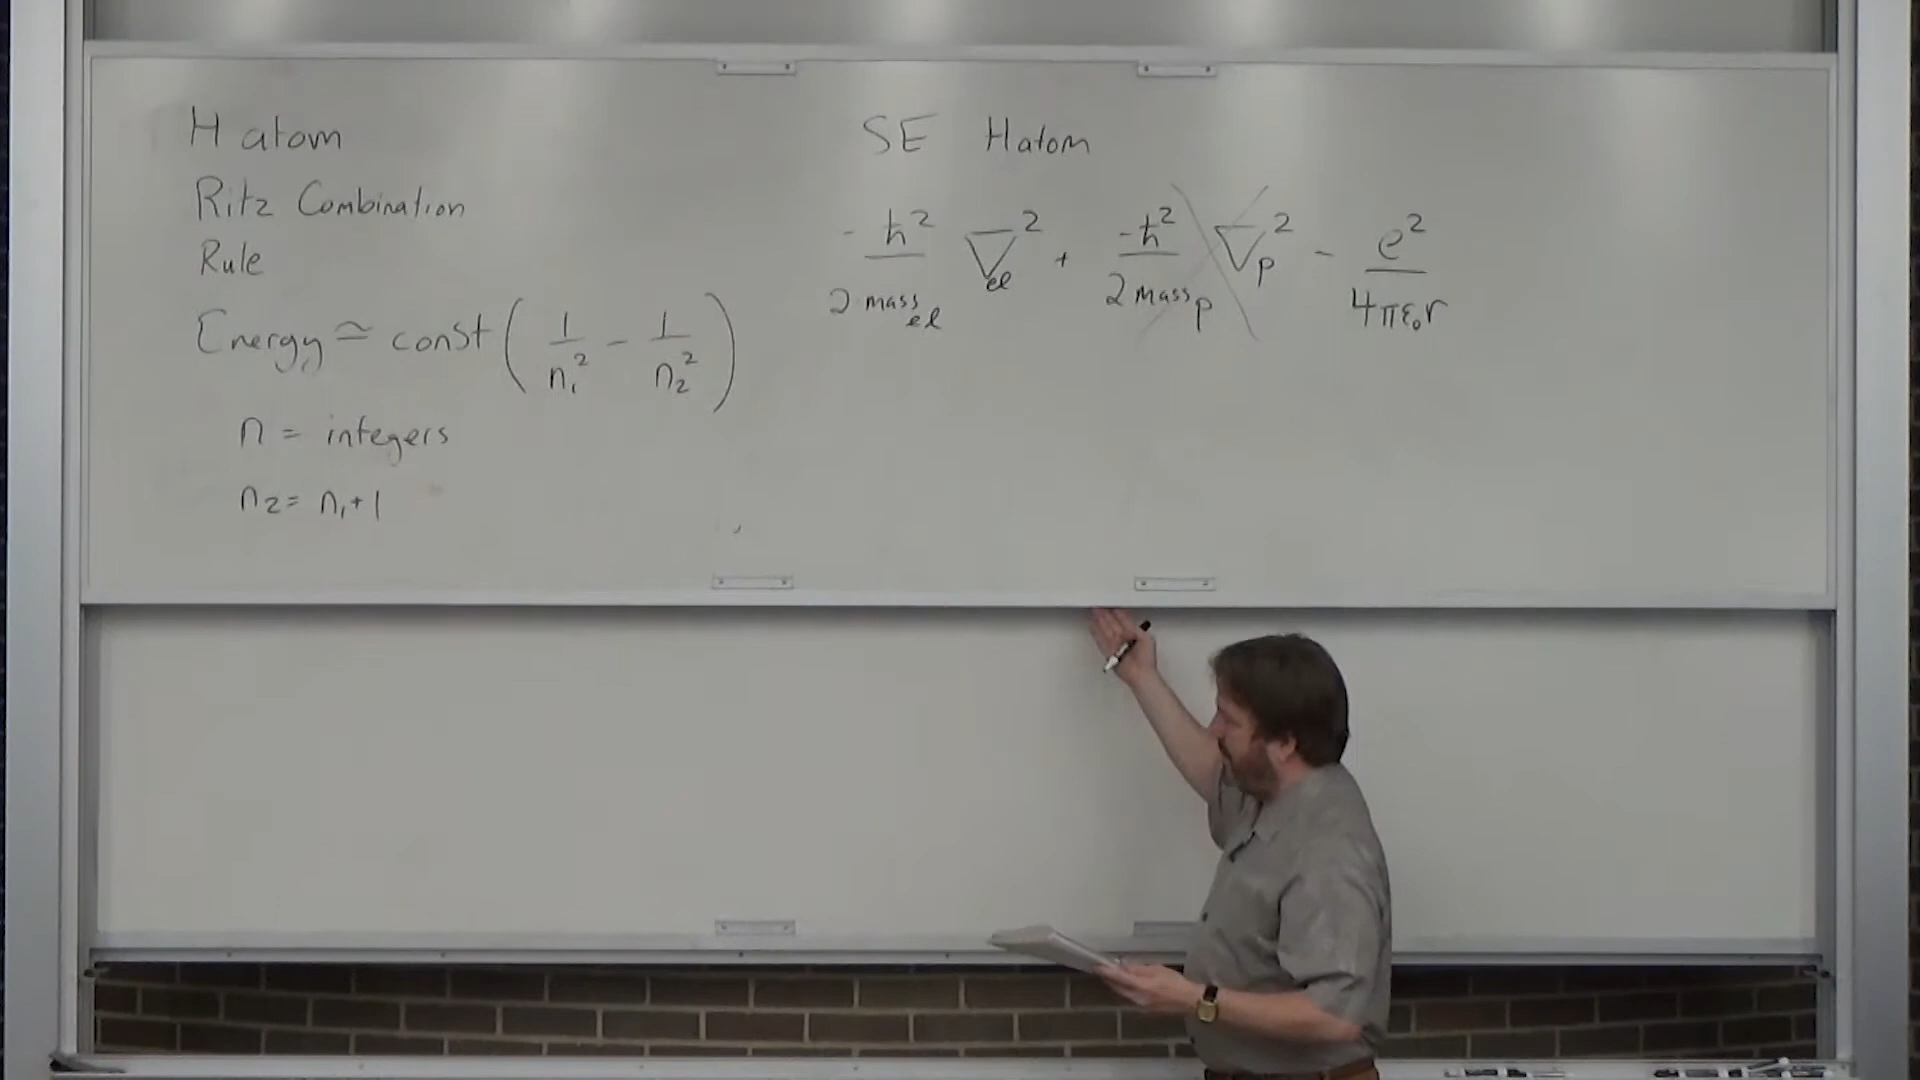 H atom
Ritz Combination
Rule
Energy ≃ const ( 1/n₁² − 1/n₂² )
n = integers
n₂ = n₁+1
SE H atom
-ħ²/2·mass_el ∇_el² + -ħ²/2 mass_p ∇_p² − e²/4πε₀r